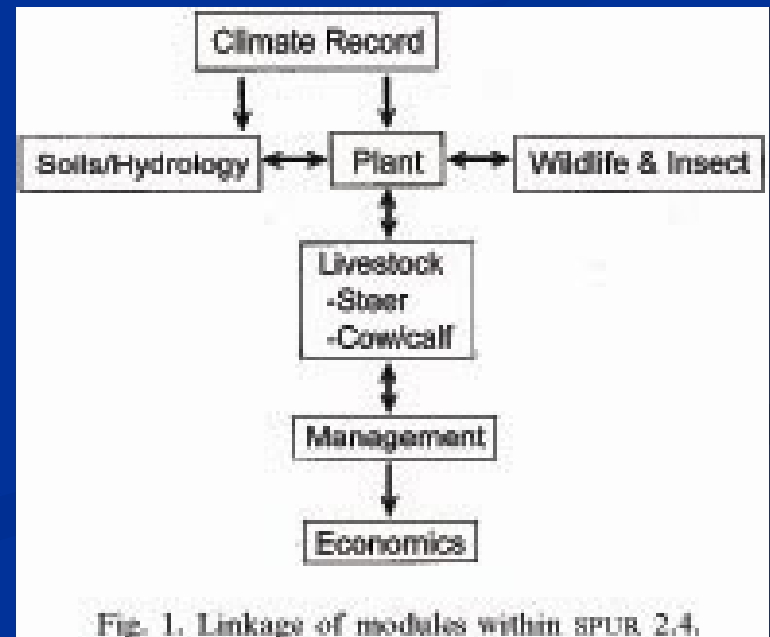 Climate Record
Soils/Hydrology
Plant
Wildlife & Insect
Livestock
-Steer
-Cow/calf
Management
Economics
Fig. 1. Linkage of modules within SPUR 2.4.